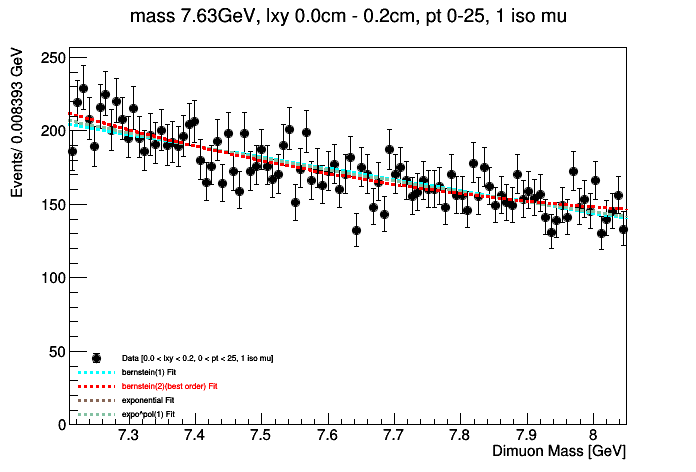 mass 7.63GeV, lxy 0.0cm - 0.2cm, pt 0-25, 1 iso mu
Events/ 0.008393 GeV
250
200
150
100
50
0
Data [0.0 < lxy < 0.2, 0 < pt < 25, 1 iso mu]
bernstein(1) Fit
bernstein(2)(best order) Fit
exponential Fit
expo*pol(1) Fit
7.3 7.4 7.5 7.6 7.7 7.8 7.9 8
Dimuon Mass [GeV]